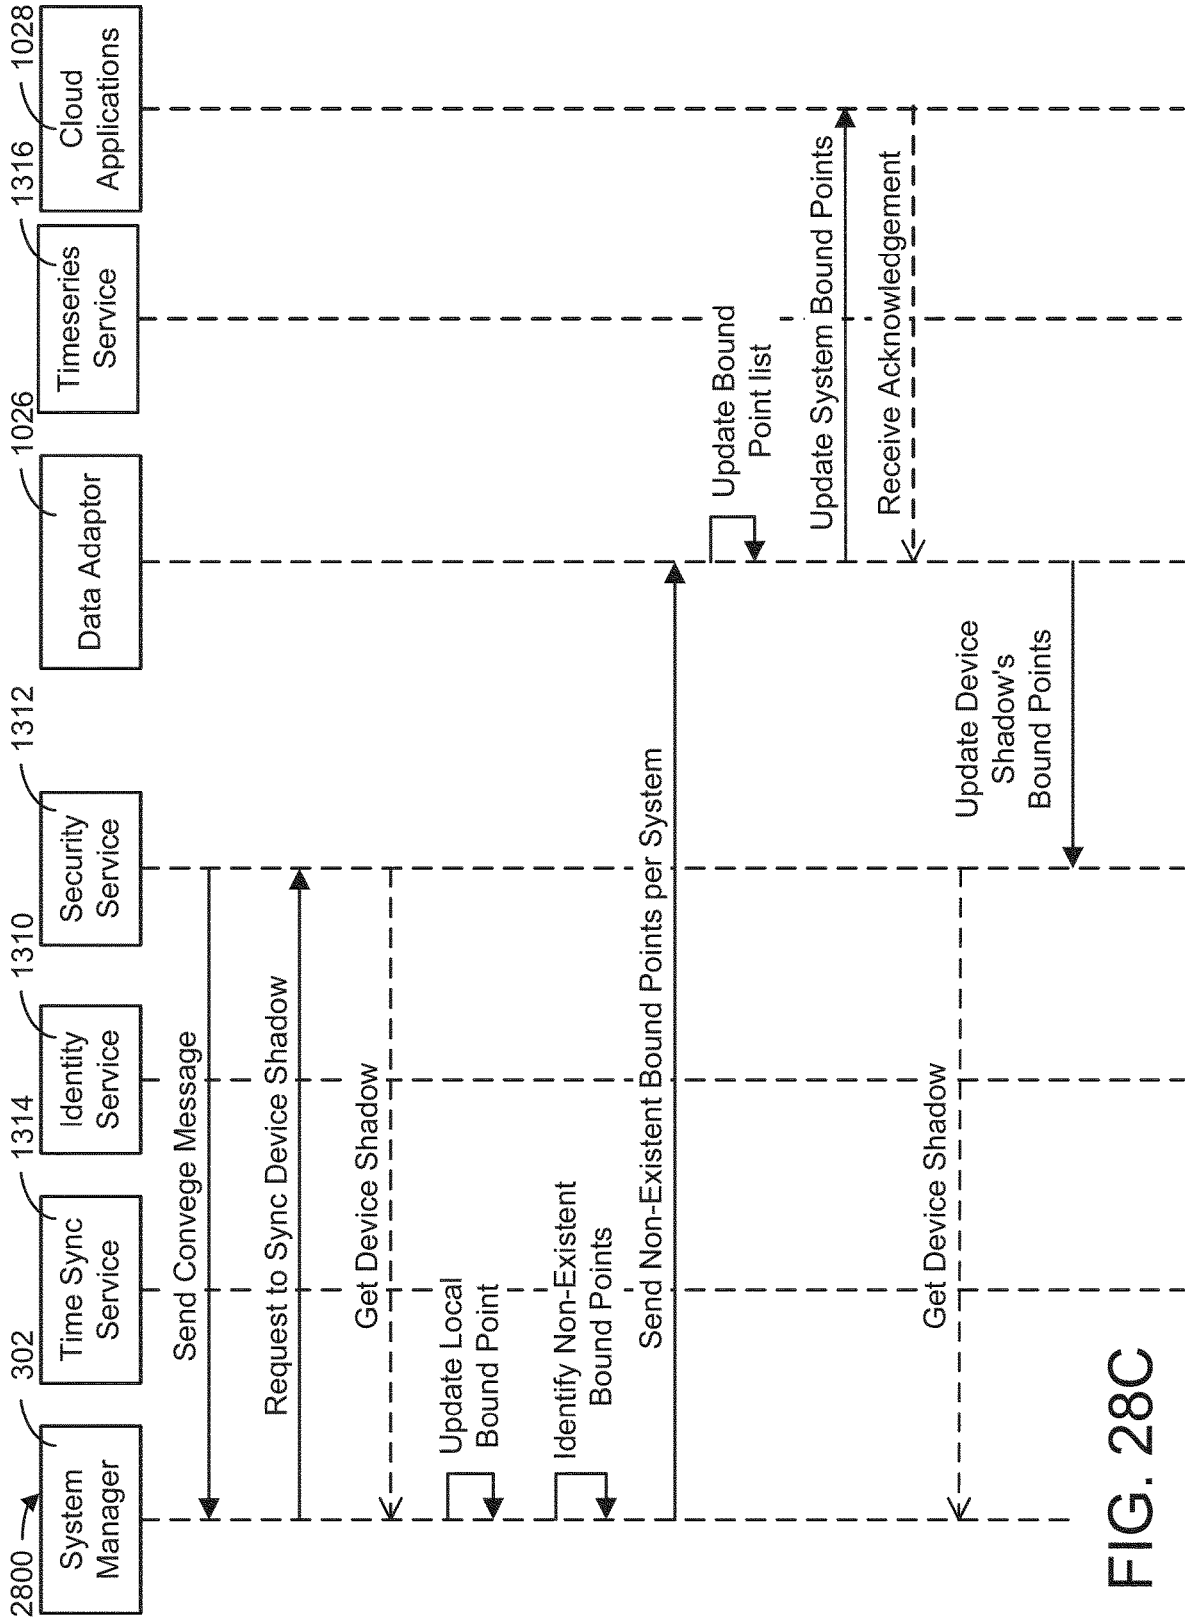 2800
302
1314
1310
1312
1026
1316
1028
System
Manager
Time Sync
Service
Identity
Service
Security
Service
Data Adaptor
Timeseries
Service
Cloud
Applications
Send Convege Message
Request to Sync Device Shadow
Get Device Shadow
Update Local
Bound Point
Identify Non-Existent
Bound Points
Send Non-Existent Bound Points per System
Update Bound
Point list
Update System Bound Points
Receive Acknowledgement
Get Device Shadow
Update Device
Shadow's
Bound Points
FIG. 28C